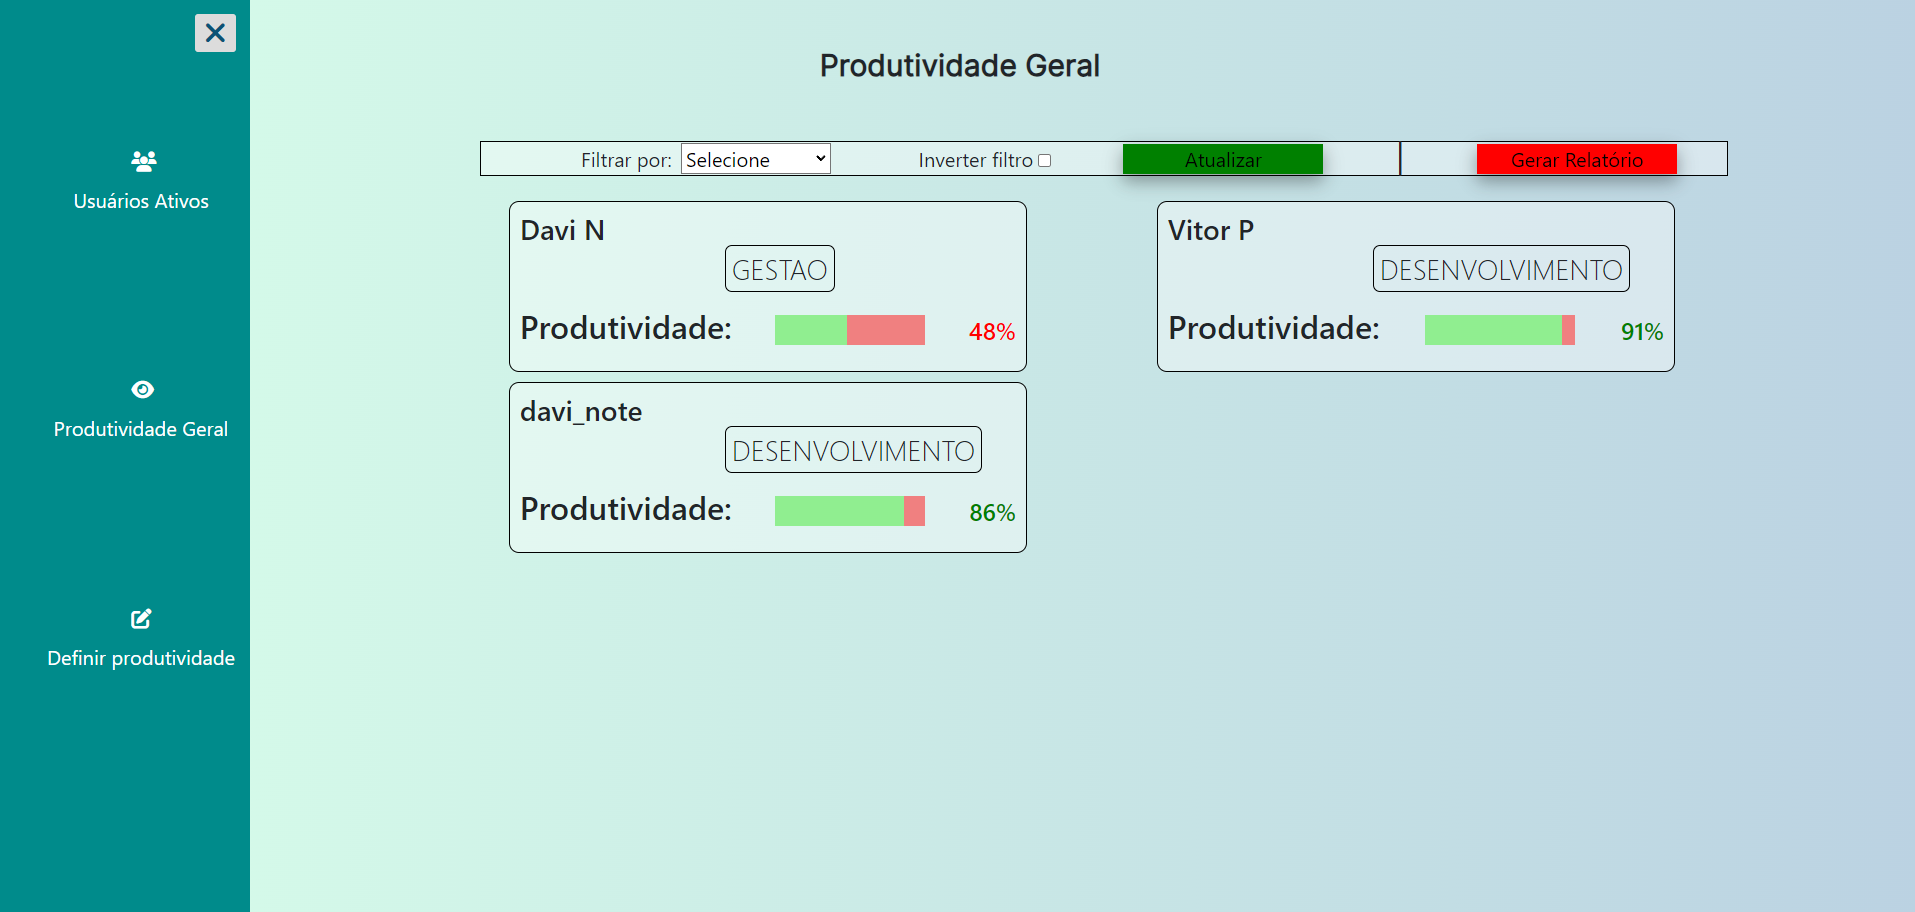 Usuários Ativos
Produtividade Geral
Definir produtividade
Produtividade Geral
Filtrar por: Selecione Inverter filtro Atualizar Gerar Relatório
Davi N
GESTAO
Produtividade: 48%
Vitor P
DESENVOLVIMENTO
Produtividade: 91%
davi_note
DESENVOLVIMENTO
Produtividade: 86%